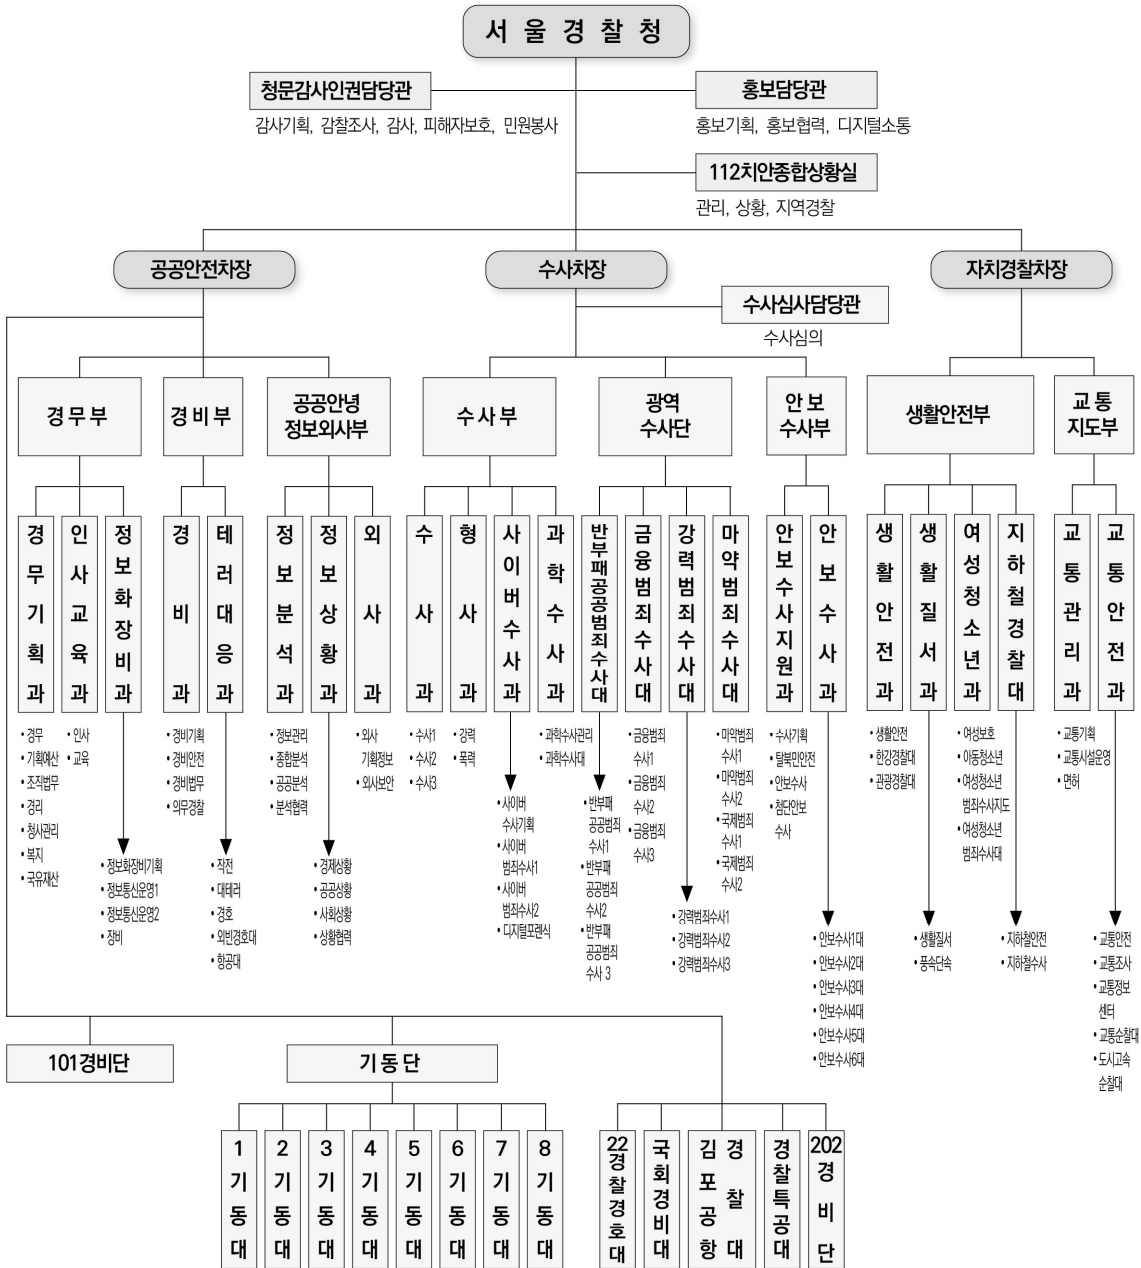 서울경찰청
청문감사인권담당관
감사기획, 감찰조사, 감사, 피해자보호, 민원봉사
홍보담당관
홍보기획, 홍보협력, 디지털소통
112치안종합상황실
관리, 상황, 지역경찰
공공안전차장
수사차장
자치경찰차장
수사심사담당관
수사심의
경무부
경비부
공공안녕
정보외사부
수사부
광역
수사단
안보
수사부
생활안전부
교통
지도부
경무기획과
인사교육과
정보화장비과
경비과
테러대응과
정보분석과
정보상황과
외사과
수사과
형사과
사이버수사과
과학수사과
반부패공공범죄수사대
금융범죄수사대
강력범죄수사대
마약범죄수사대
안보수사지원과
안보수사과
생활안전과
생활질서과
여성청소년과
지하철경찰대
교통관리과
교통안전과
• 경무
• 기획예산
• 조직법무
• 경리
• 청사관리
• 복지
• 국유재산
• 인사
• 교육
• 정보화장비기획
• 정보통신운영1
• 정보통신운영2
• 장비
• 경비기획
• 경비안전
• 경비법무
• 의무경찰
• 작전
• 대테러
• 경호
• 외빈경호대
• 항공대
• 정보관리
• 종합분석
• 공공분석
• 분석협력
• 경제상황
• 공공상황
• 사회상황
• 상황협력
• 외사
기획정보
• 외사보안
• 수사1
• 수사2
• 수사3
• 강력
• 폭력
• 사이버
수사기획
• 사이버
범죄수사1
• 사이버
범죄수사2
• 디지털포렌식
• 과학수사관리
• 과학수사대
• 반부패
공공범죄
수사1
• 반부패
공공범죄
수사2
• 반부패
공공범죄
수사 3
• 금융범죄
수사1
• 금융범죄
수사2
• 금융범죄
수사3
• 강력범죄수사1
• 강력범죄수사2
• 강력범죄수사3
• 마약범죄
수사1
• 마약범죄
수사2
• 국제범죄
수사1
• 국제범죄
수사2
• 수사기획
• 탈북민안전
• 안보수사
• 첨단안보
수사
• 안보수사1대
• 안보수사2대
• 안보수사3대
• 안보수사4대
• 안보수사5대
• 안보수사6대
• 생활안전
• 한강경찰대
• 관광경찰대
• 생활질서
• 풍속단속
• 여성보호
• 아동청소년
• 여성청소년
범죄수사지도
• 여성청소년
범죄수사대
• 지하철안전
• 지하철수사
• 교통기획
• 교통시설운영
• 면허
• 교통안전
• 교통조사
• 교통정보
센터
• 교통순찰대
• 도시고속
순찰대
101경비단
기동단
1기동대
2기동대
3기동대
4기동대
5기동대
6기동대
7기동대
8기동대
22경찰경호대
국회경비대
김포공항경찰대
경찰특공대
202경비단